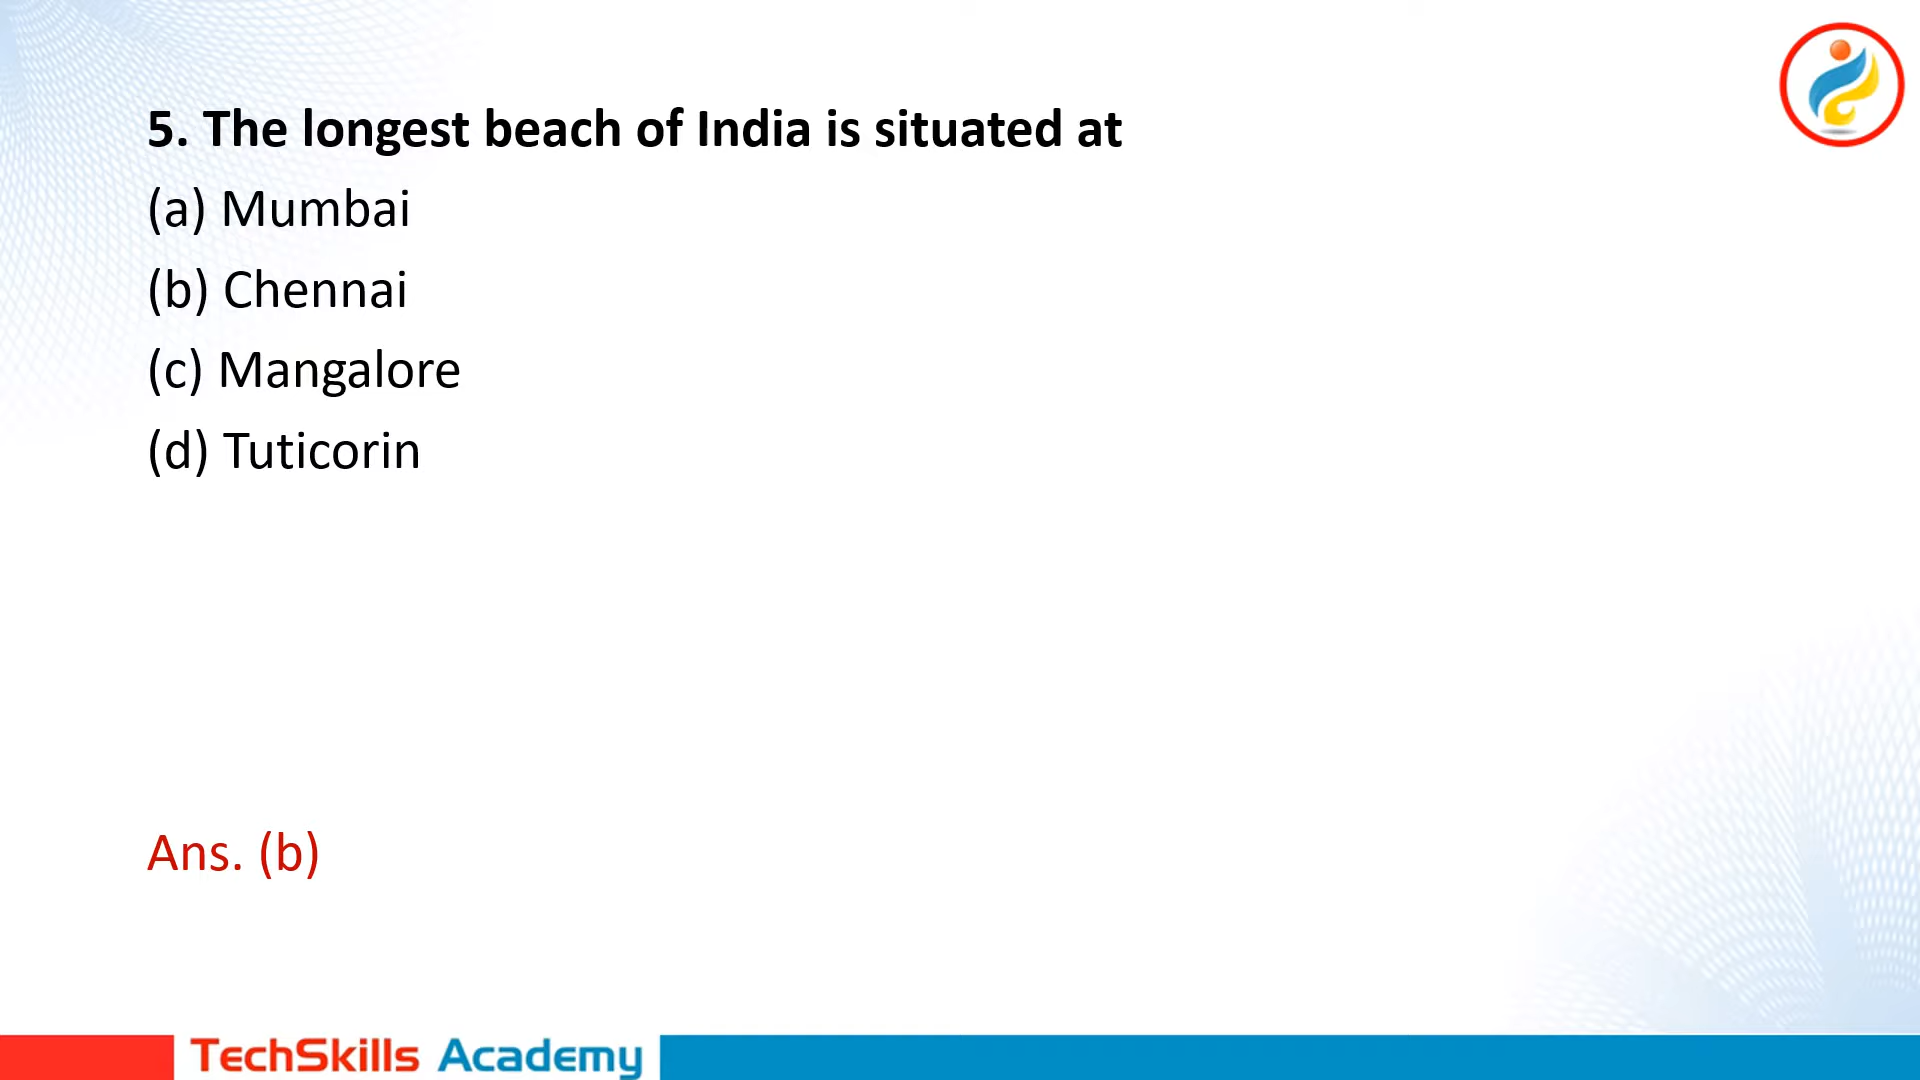 5. The longest beach of India is situated at
(a) Mumbai
(b) Chennai
(c) Mangalore
(d) Tuticorin
Ans. (b)
TechSkills Academy